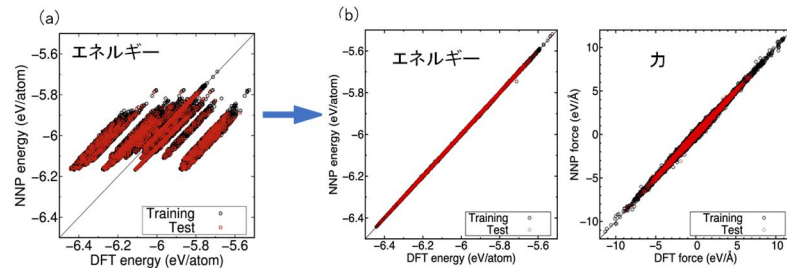 (a)
エネルギー
NNP energy (eV/atom)
−5.6
−5.8
−6
−6.2
−6.4
Training
Test
−6.4 −6.2 −6 −5.8 −5.6
DFT energy (eV/atom)
(b)
エネルギー
NNP energy (eV/atom)
−5.6
−5.8
−6
−6.2
−6.4
Training
Test
−6.4 −6.2 −6 −5.8 −5.6
DFT energy (eV/atom)
力
NNP force (eV/Å)
10
5
0
−5
−10
Training
Test
−10 −5 0 5 10
DFT force (eV/Å)